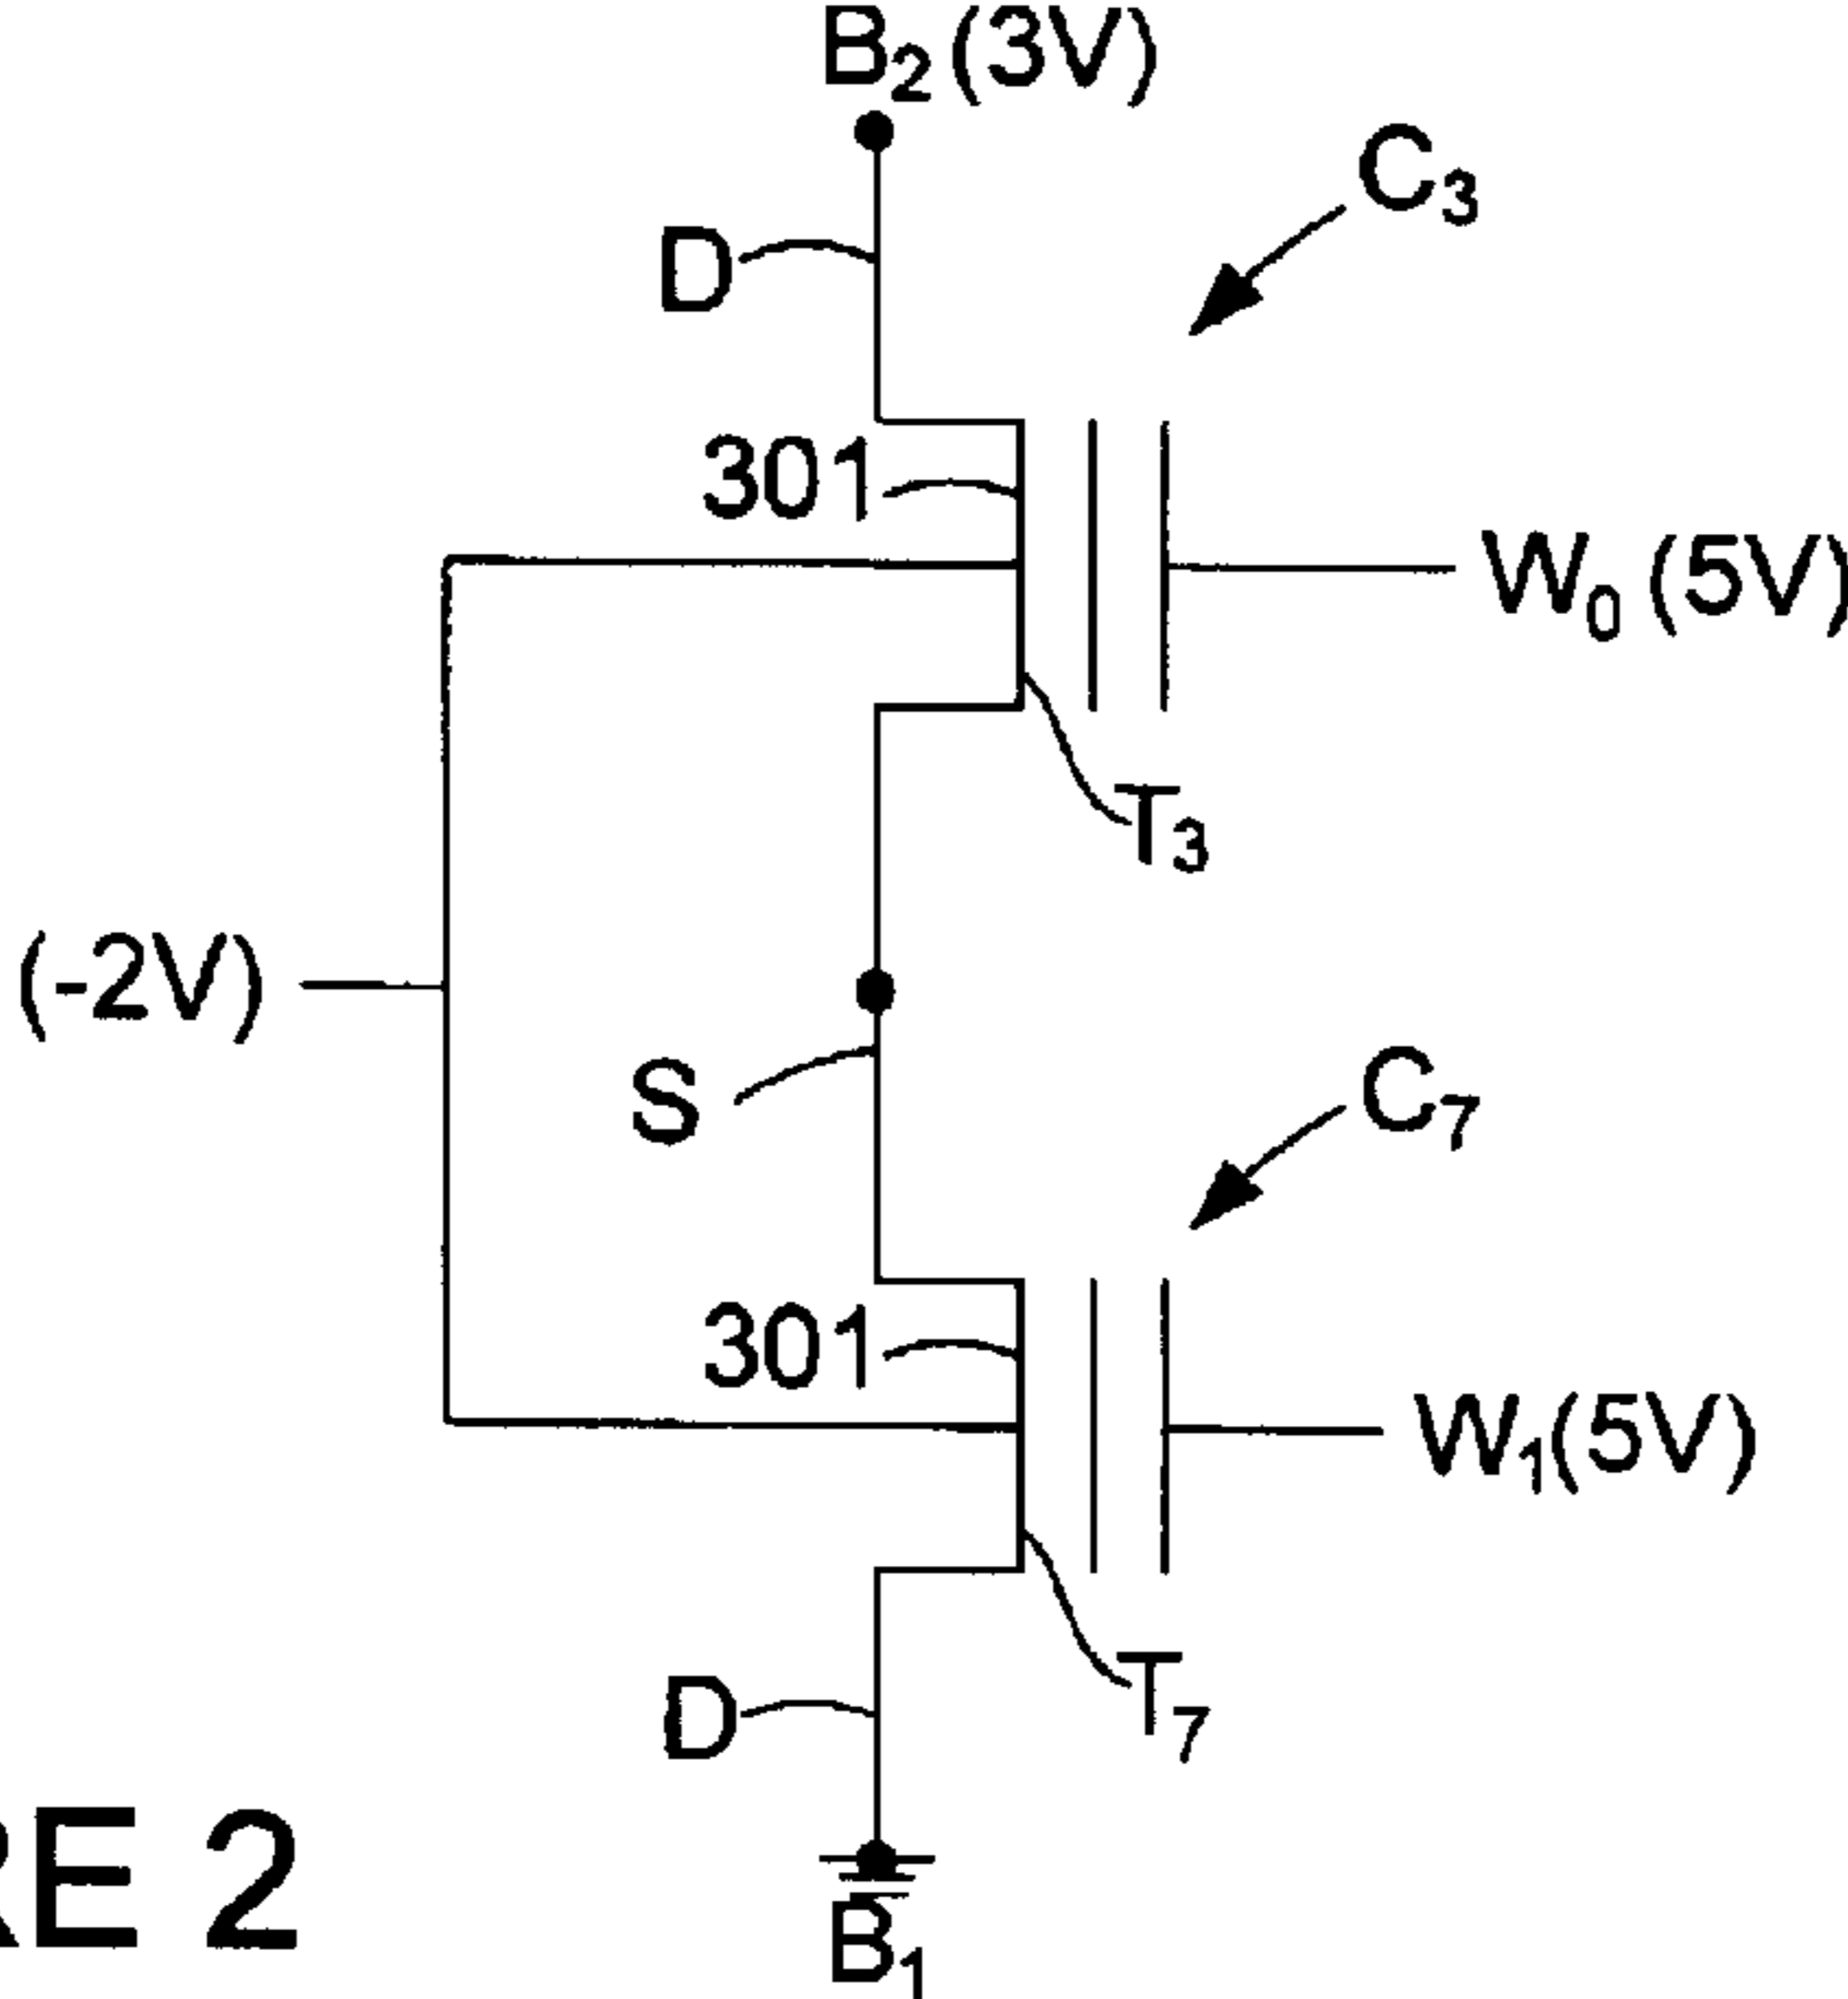 B2 (3V)
C3
D
301
W0 (5V)
T3
(-2V)
S
C7
301
W1(5V)
T7
D
RE 2
B1